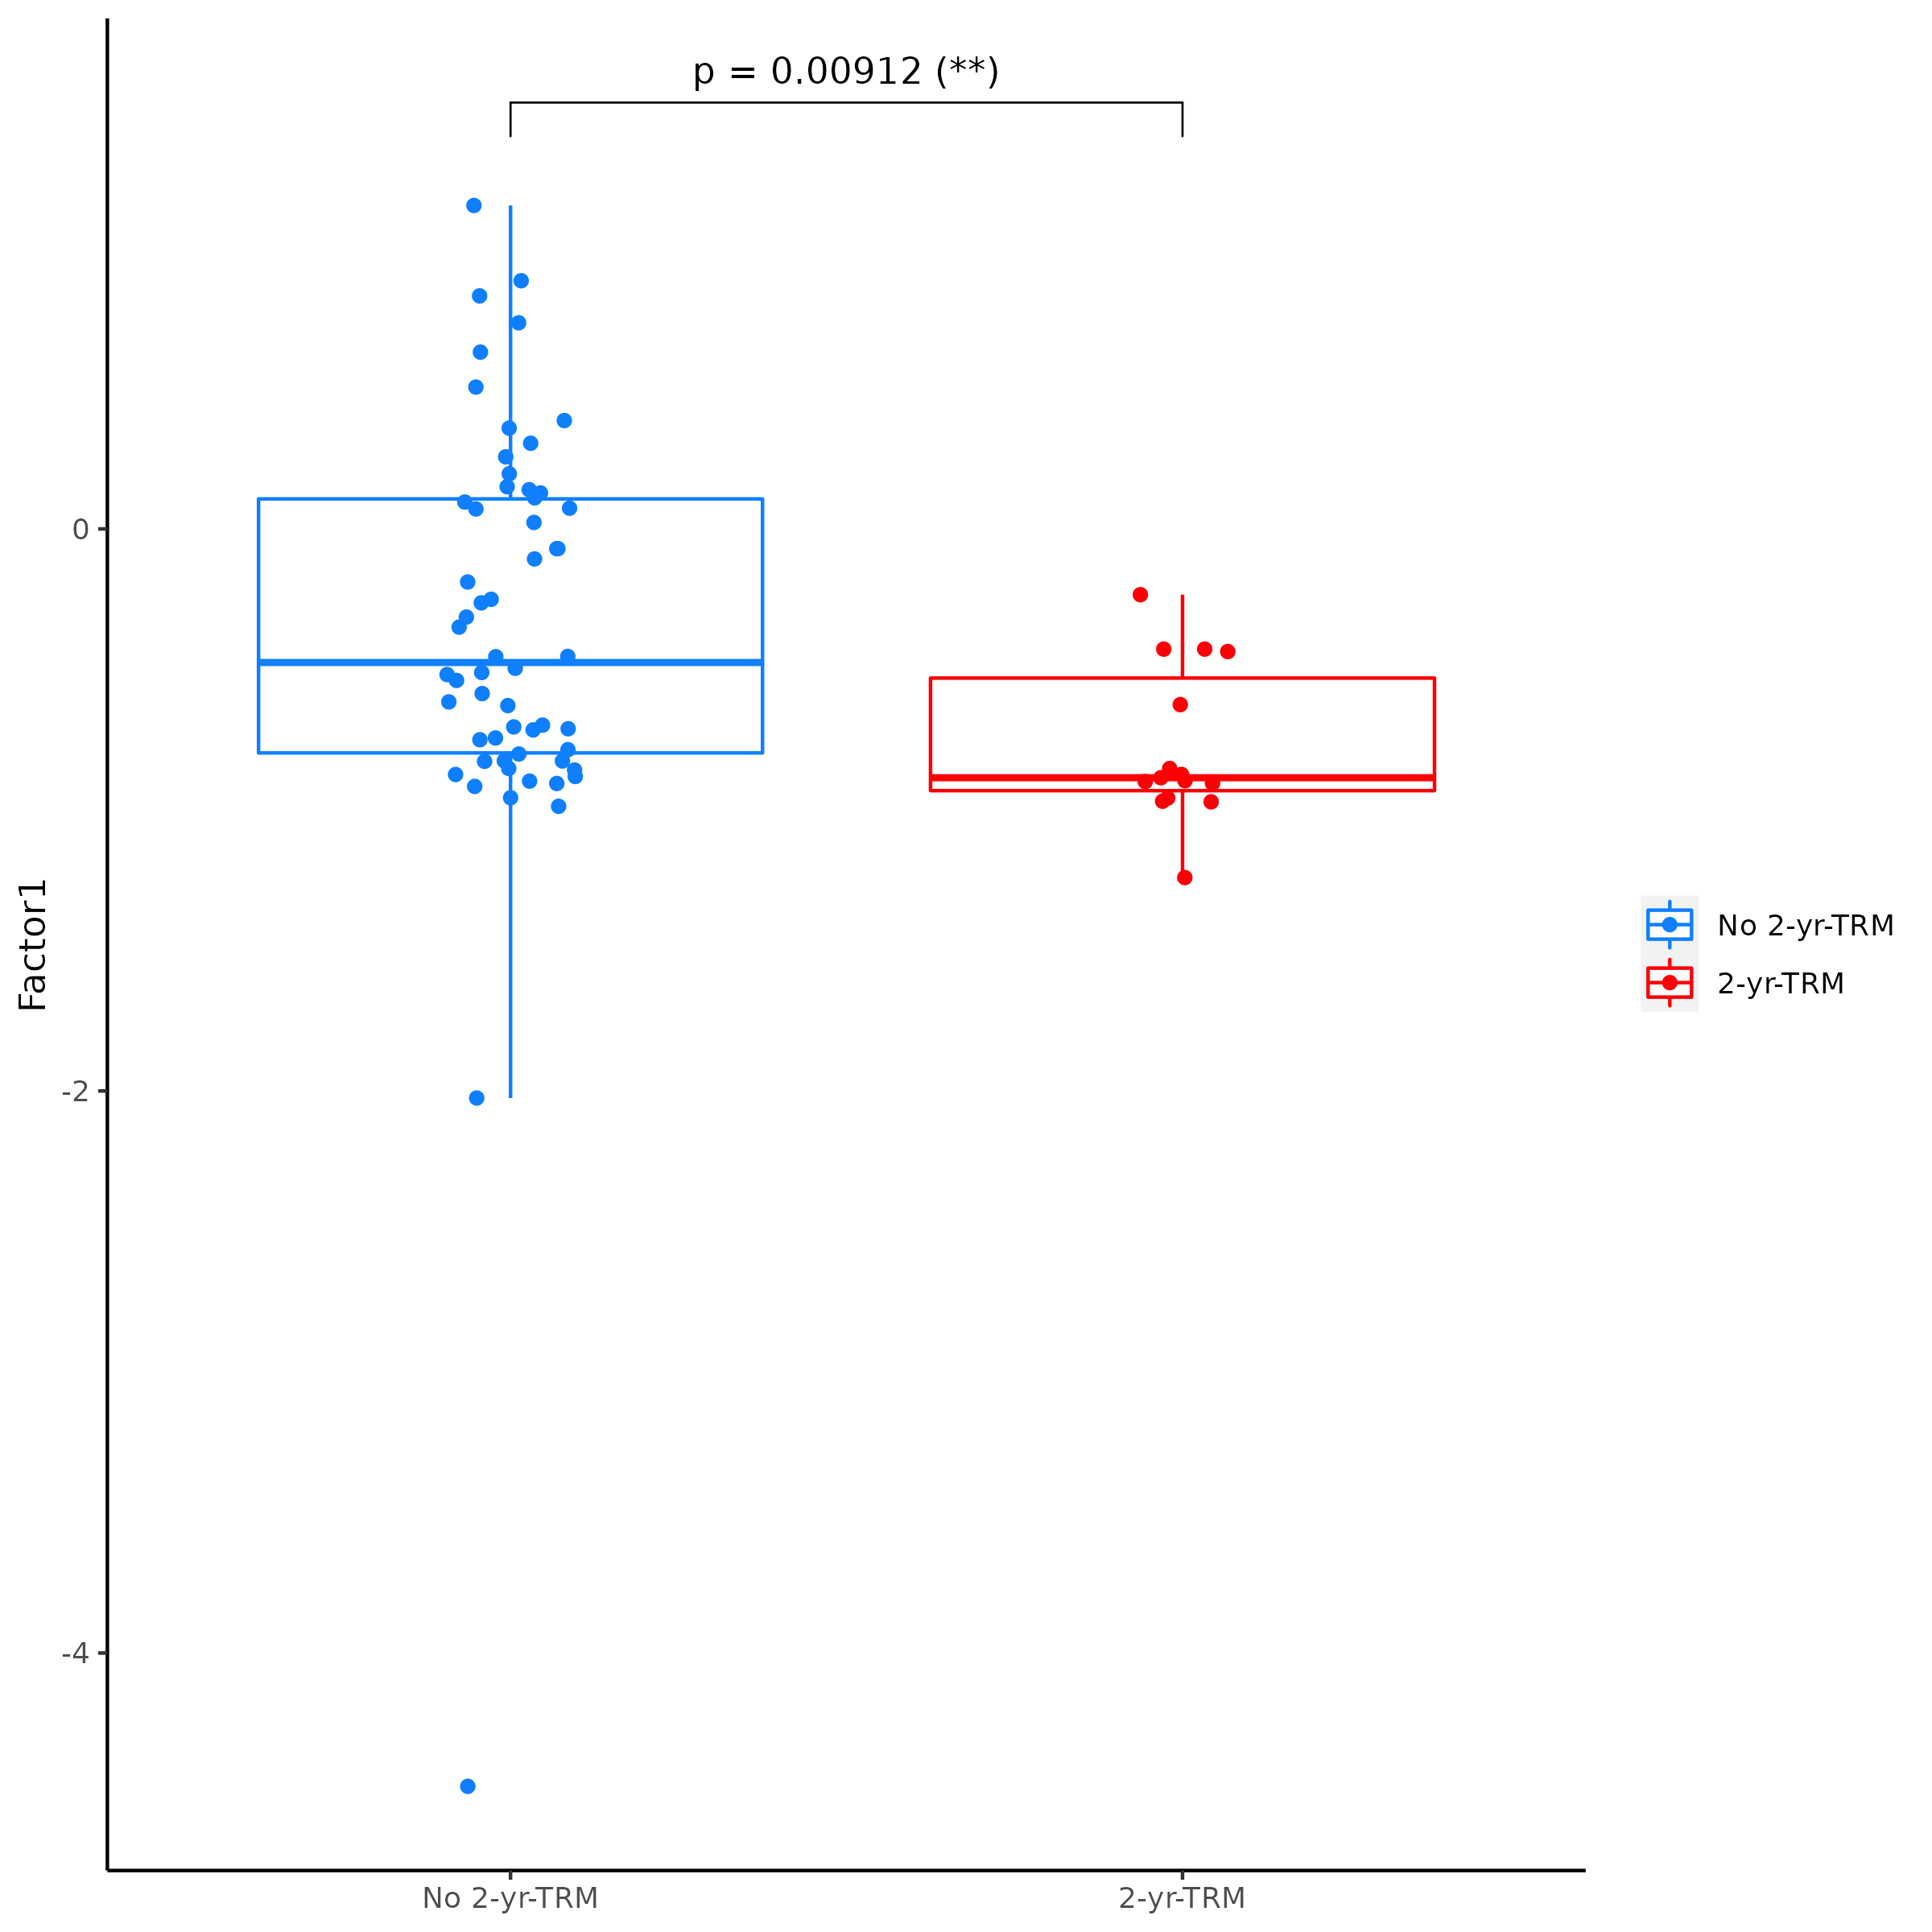 p = 0.00912 (**)
0
-2
-4
Factor1
No 2-yr-TRM
2-yr-TRM
No 2-yr-TRM
2-yr-TRM